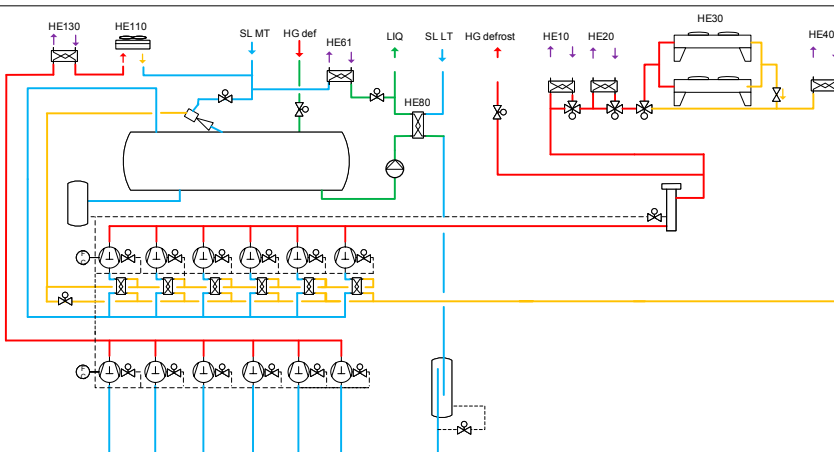 HE130
HE110
SL MT
HG def
HE61
LIQ
SL LT
HG defrost
HE10
HE20
HE30
HE40
HE80
F
C
F
C